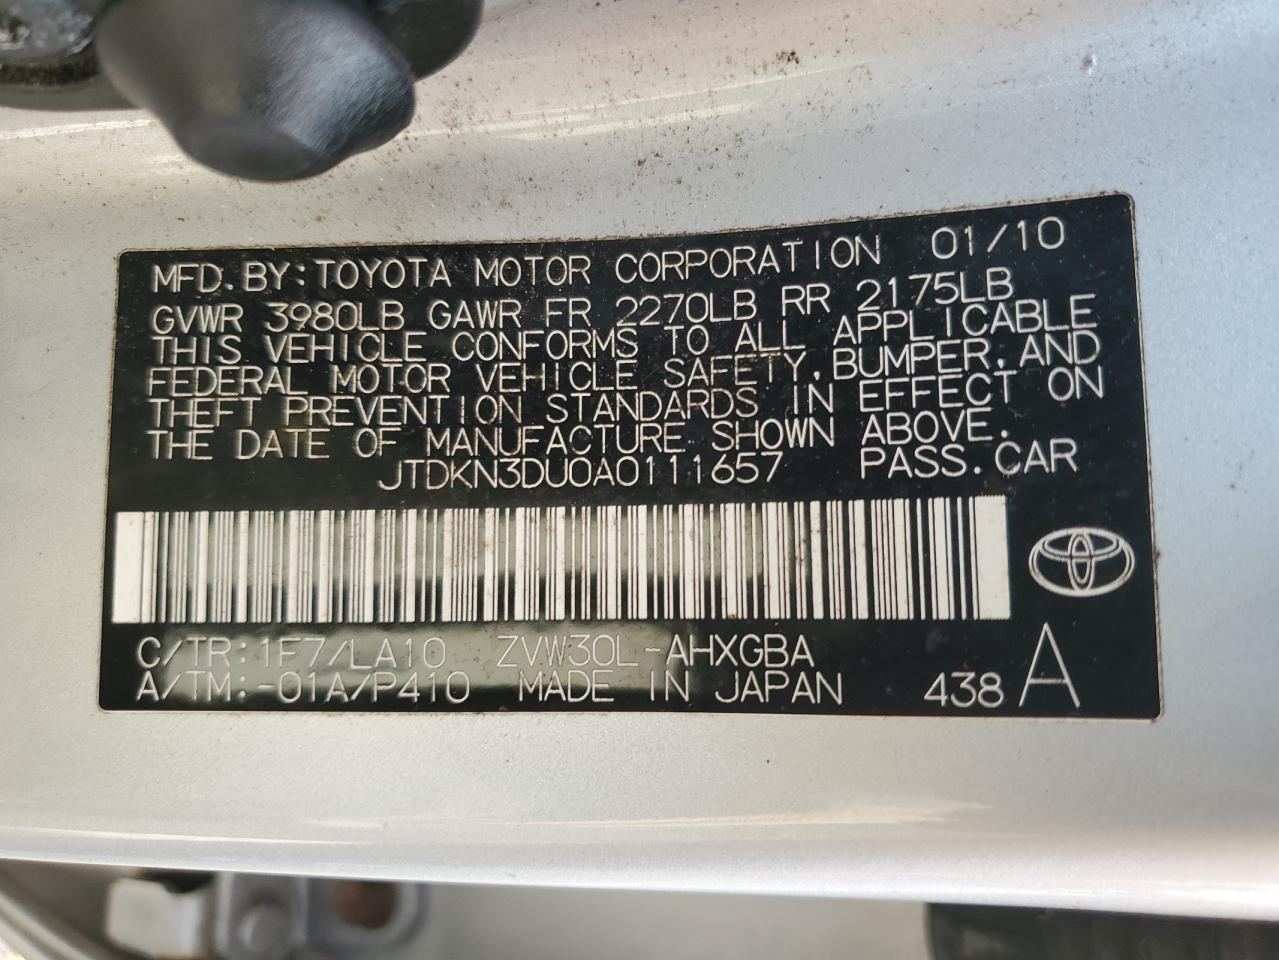 MFD. BY: TOYOTA MOTOR CORPORATION 01/10
GVWR 3980LB GAWR FR 2270LB RR 2175LB
THIS VEHICLE CONFORMS TO ALL APPLICABLE
FEDERAL MOTOR VEHICLE SAFETY, BUMPER, AND
THEFT PREVENTION STANDARDS IN EFFECT ON
THE DATE OF MANUFACTURE SHOWN ABOVE.
JTDKN3DU0A0111657 PASS. CAR
C/TR: 1F7/LA10 ZVW30L-AHXGBA
A/TM: -01A/P410 MADE IN JAPAN 438 A